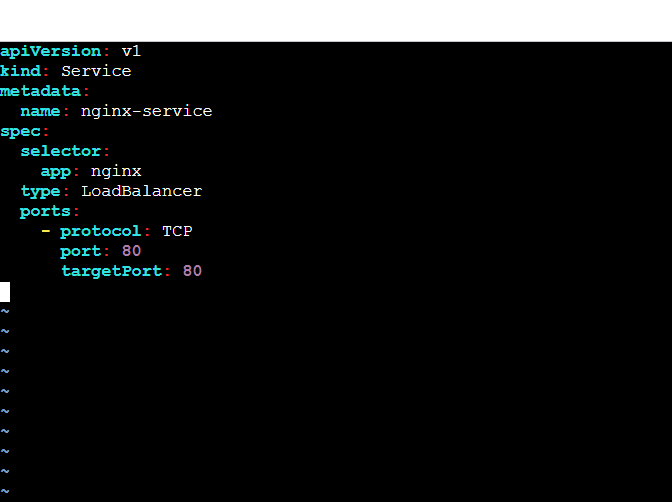 apiVersion: v1
kind: Service
metadata:
  name: nginx-service
spec:
  selector:
    app: nginx
  type: LoadBalancer
  ports:
    - protocol: TCP
      port: 80
      targetPort: 80

~
~
~
~
~
~
~
~
~
~